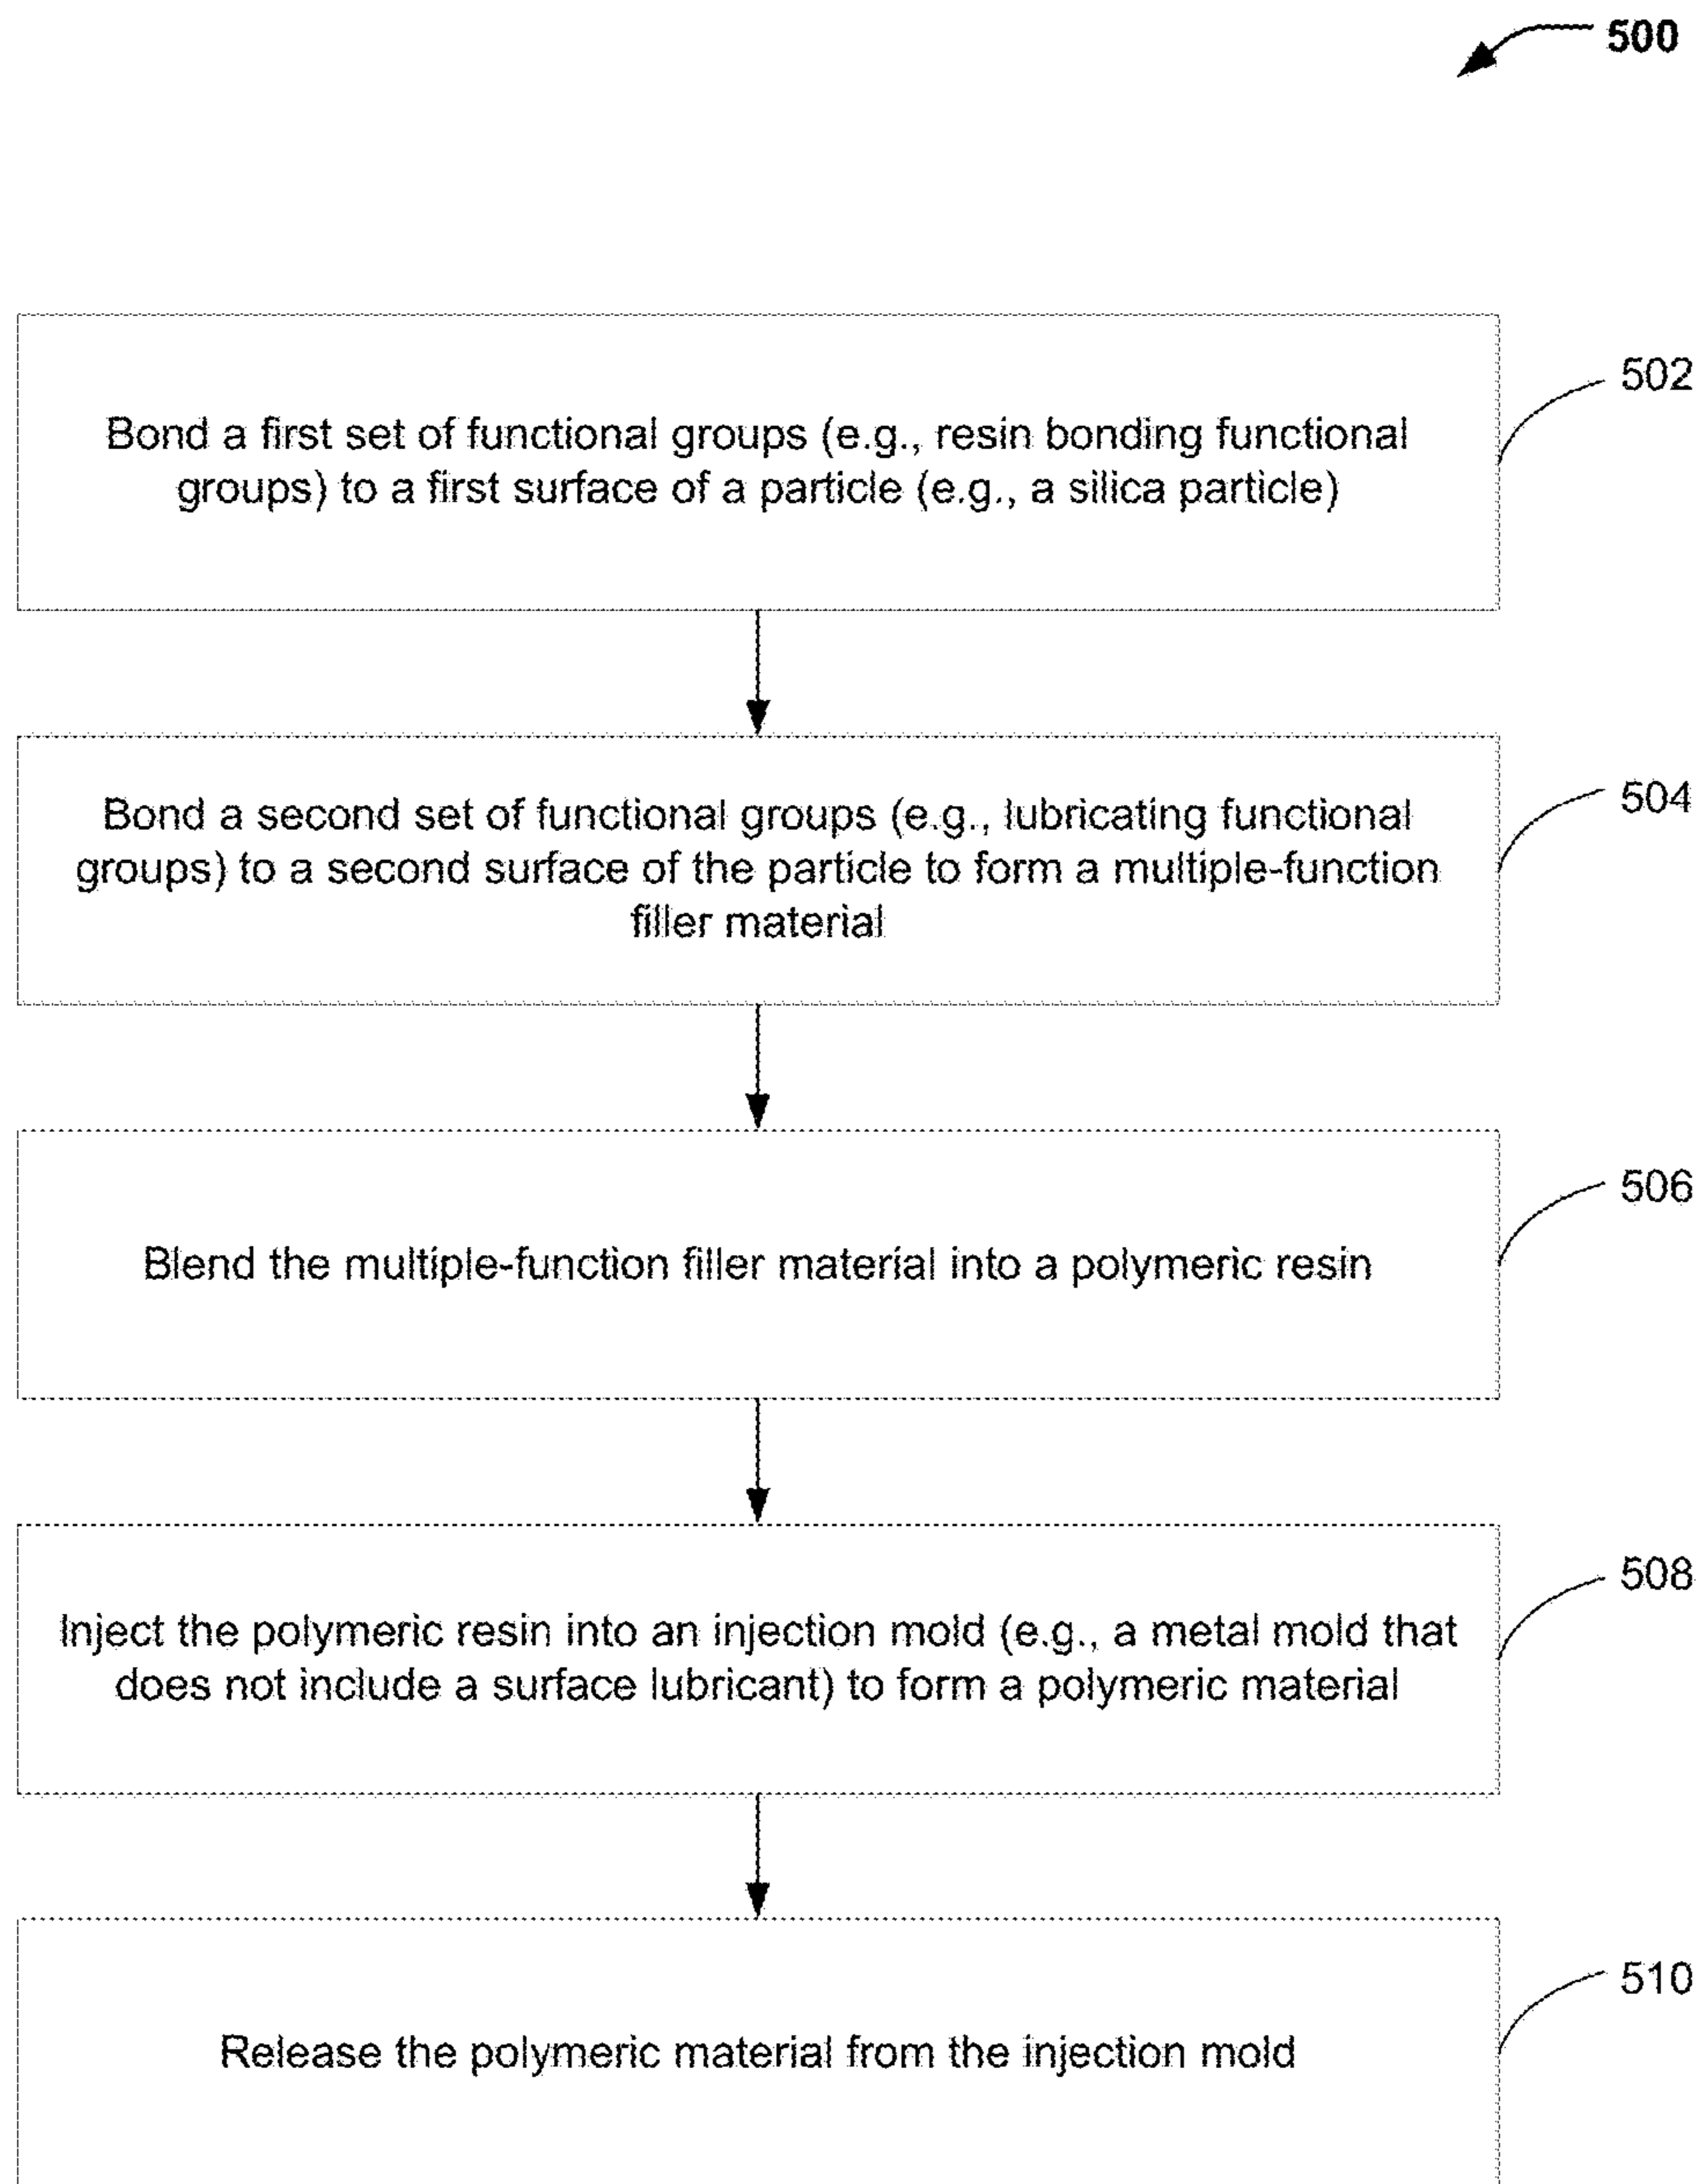 500
Bond a first set of functional groups (e.g., resin bonding functional
groups) to a first surface of a particle (e.g., a silica particle)
502
Bond a second set of functional groups (e.g., lubricating functional
groups) to a second surface of the particle to form a multiple-function
filler material
504
Blend the multiple-function filler material into a polymeric resin
506
Inject the polymeric resin into an injection mold (e.g., a metal mold that
does not include a surface lubricant) to form a polymeric material
508
Release the polymeric material from the injection mold
510